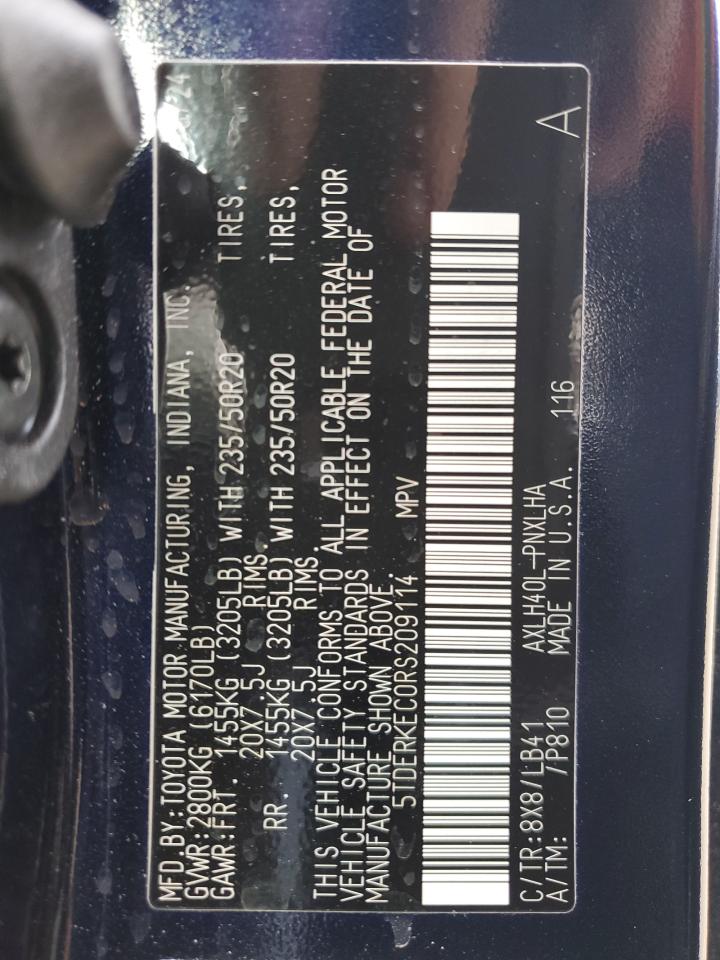 MFD.BY:TOYOTA MOTOR MANUFACTURING, INDIANA, INC.
GVWR:2800KG (6170LB)
GAWR:FRT. 1455KG (3205LB) WITH 235/50R20 TIRES,
20X7.5J RIMS.
RR. 1455KG (3205LB) WITH 235/50R20 TIRES,
20X7.5J RIMS.
THIS VEHICLE CONFORMS TO ALL APPLICABLE FEDERAL MOTOR
VEHICLE SAFETY STANDARDS IN EFFECT ON THE DATE OF
MANUFACTURE SHOWN ABOVE.
5TDERKEC0RS209114 MPV
C/TR:8X8/LB41 AXLH40L-PNXLHA
A/TM: /P810 MADE IN U.S.A. 116
A